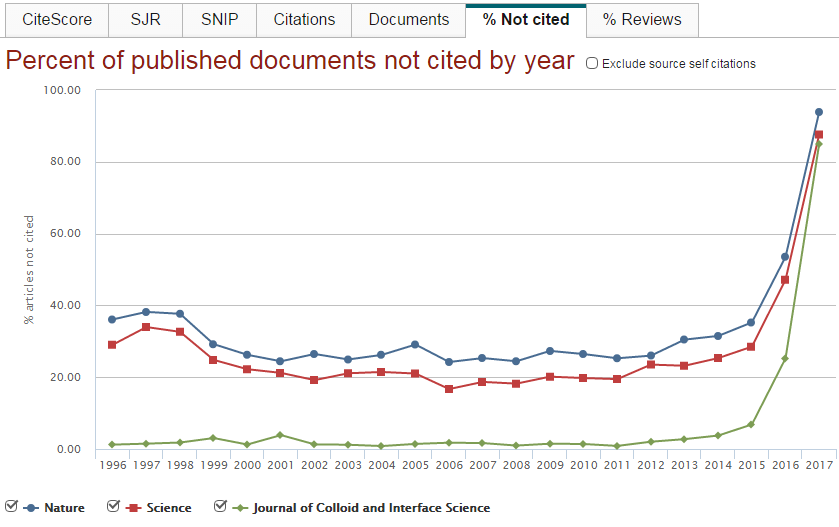 CiteScore SJR SNIP Citations Documents % Not cited % Reviews
Percent of published documents not cited by year Exclude source self citations
100.00
80.00
60.00
40.00
20.00
0.00
% articles not cited
1996 1997 1998 1999 2000 2001 2002 2003 2004 2005 2006 2007 2008 2009 2010 2011 2012 2013 2014 2015 2016 2017
Nature Science Journal of Colloid and Interface Science